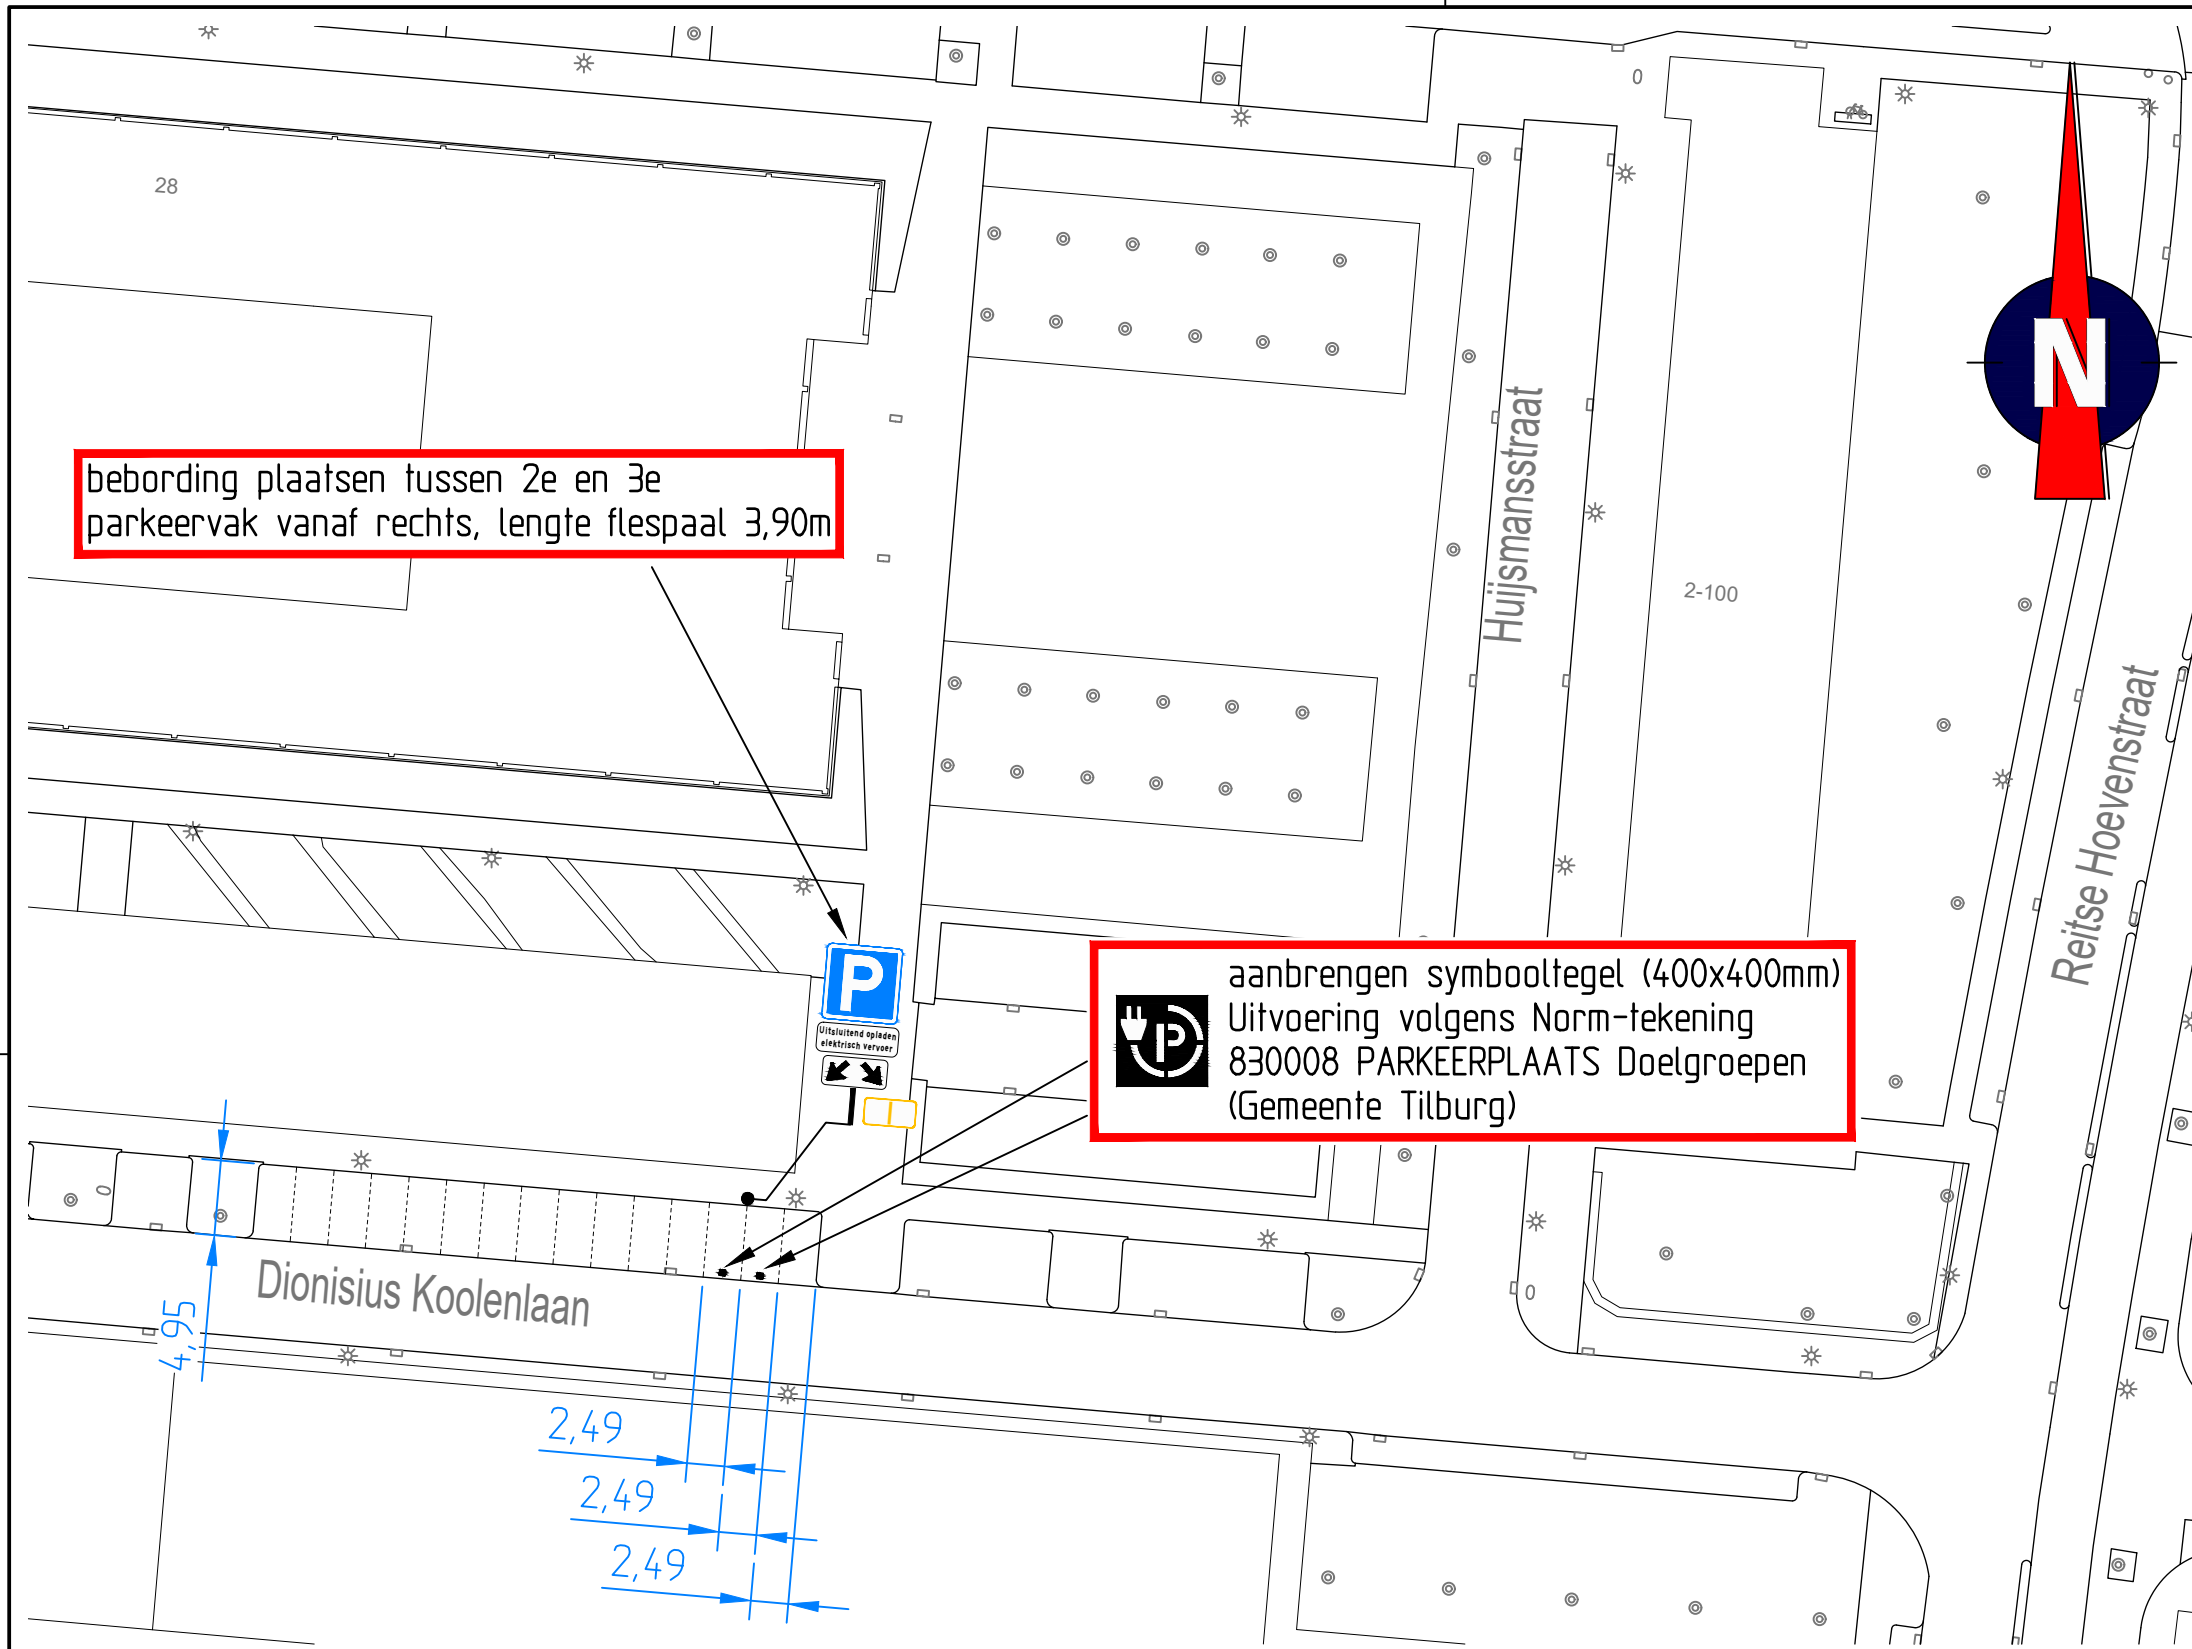 28
0
N
Huijsmansstraat
beborging plaatsen tussen 2e en 3e
parkeervak vanaf rechts, lengte flespaal 3,90m
2-100
Reitse Hoevenstraat
P
Uitsluitend opladen
elektrisch vervoer
P
aanbrengen symbooltegel (400x400mm)
Uitvoering volgens Norm-tekening
830008 PARKEERPLAATS Doelgroepen
(Gemeente Tilburg)
0
0
Dionisius Koolenlaan
4,95
2,49
2,49
2,49